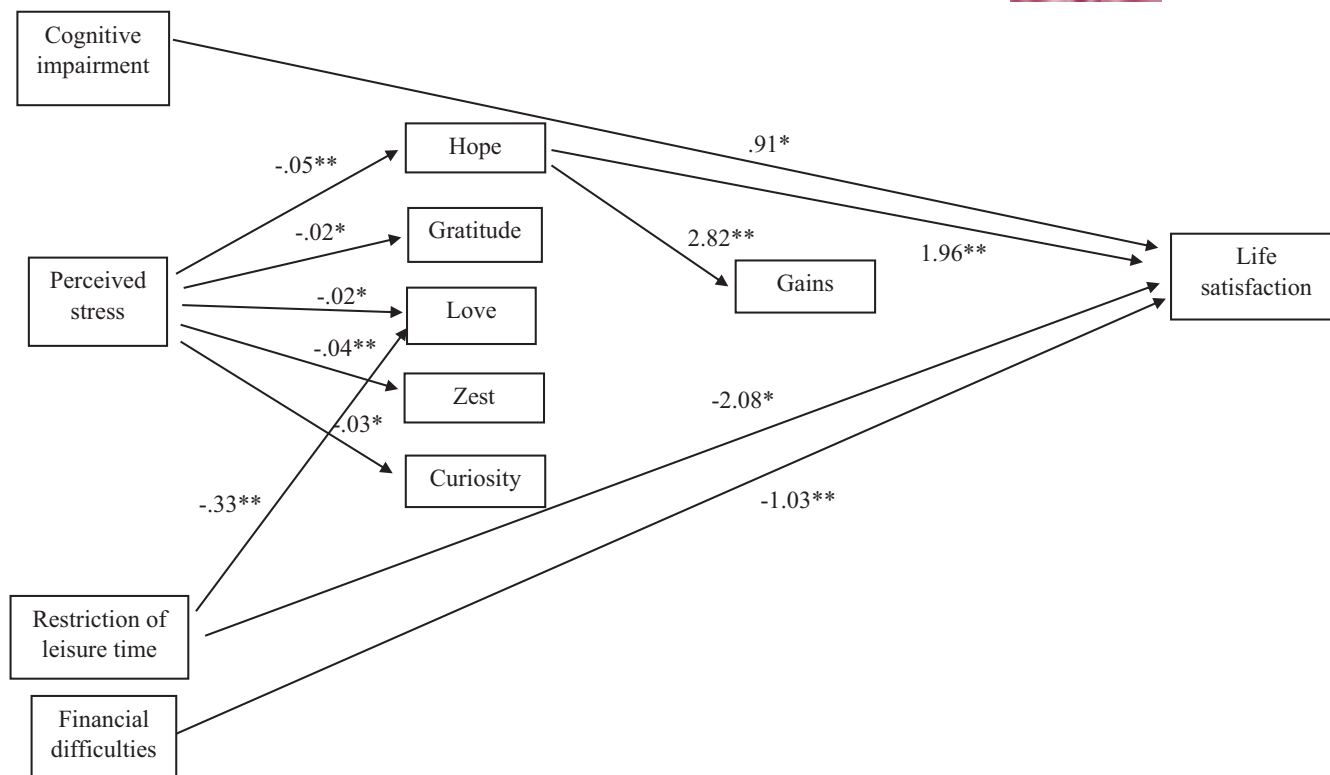 Cognitive
impairment
.91*
Hope
-.05**
Gratitude
-.02*
2.82**
1.96**
Life
satisfaction
Perceived
stress
Gains
-.02*
Love
-.04**
Zest
-2.08*
-.03*
Curiosity
-.33**
-1.03**
Restriction of
leisure time
Financial
difficulties